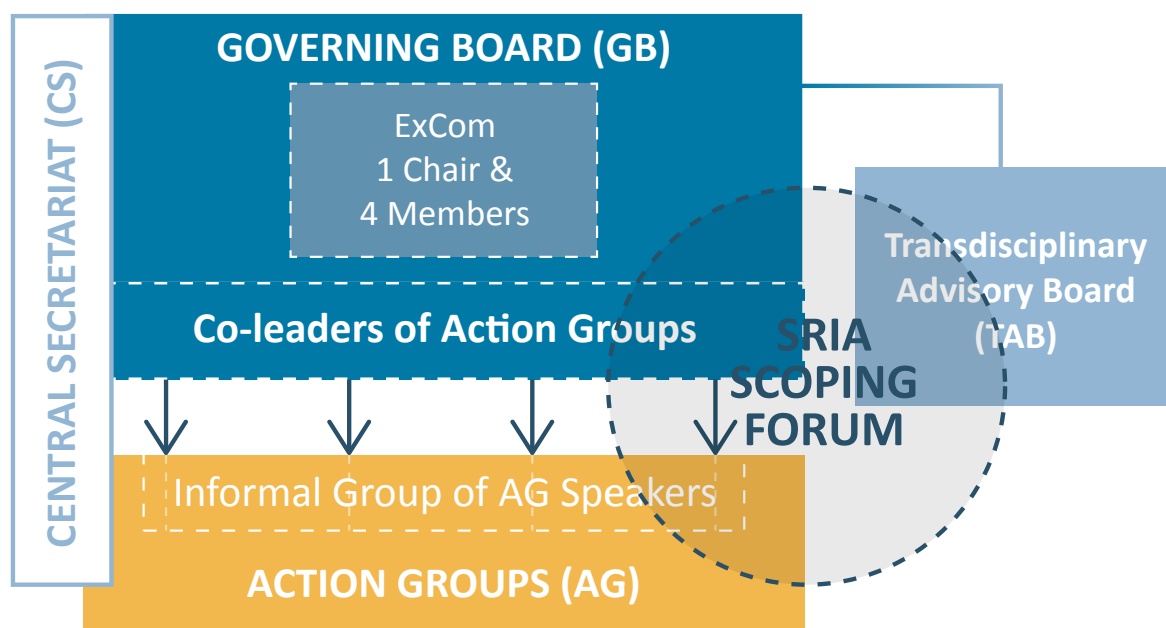 CENTRAL SECRETARIAT (CS)
GOVERNING BOARD (GB)
ExCom
1 Chair &
4 Members
Co-leaders of Action Groups
Transdisciplinary
Advisory Board
(TAB)
SRIA
SCOPING
FORUM
Informal Group of AG Speakers
ACTION GROUPS (AG)